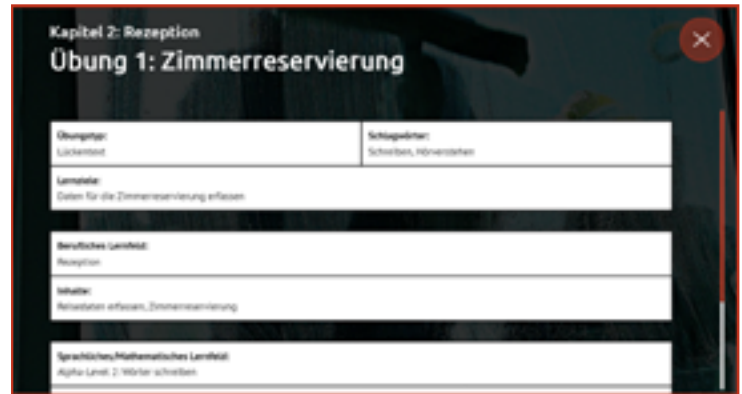 Kapitel 2: Rezeption
Übung 1: Zimmerreservierung
Übungstyp:
Lückentext
Schlagwörter:
Schreiben, Hörverstehen
Lernziele:
Daten für die Zimmerreservierung erfassen
Berufliches Lernfeld:
Rezeption
Inhalte:
Reisedaten erfassen, Zimmerreservierung
Sprachliches/Mathematisches Lernfeld:
Alpha-Level 2: Wörter schreiben